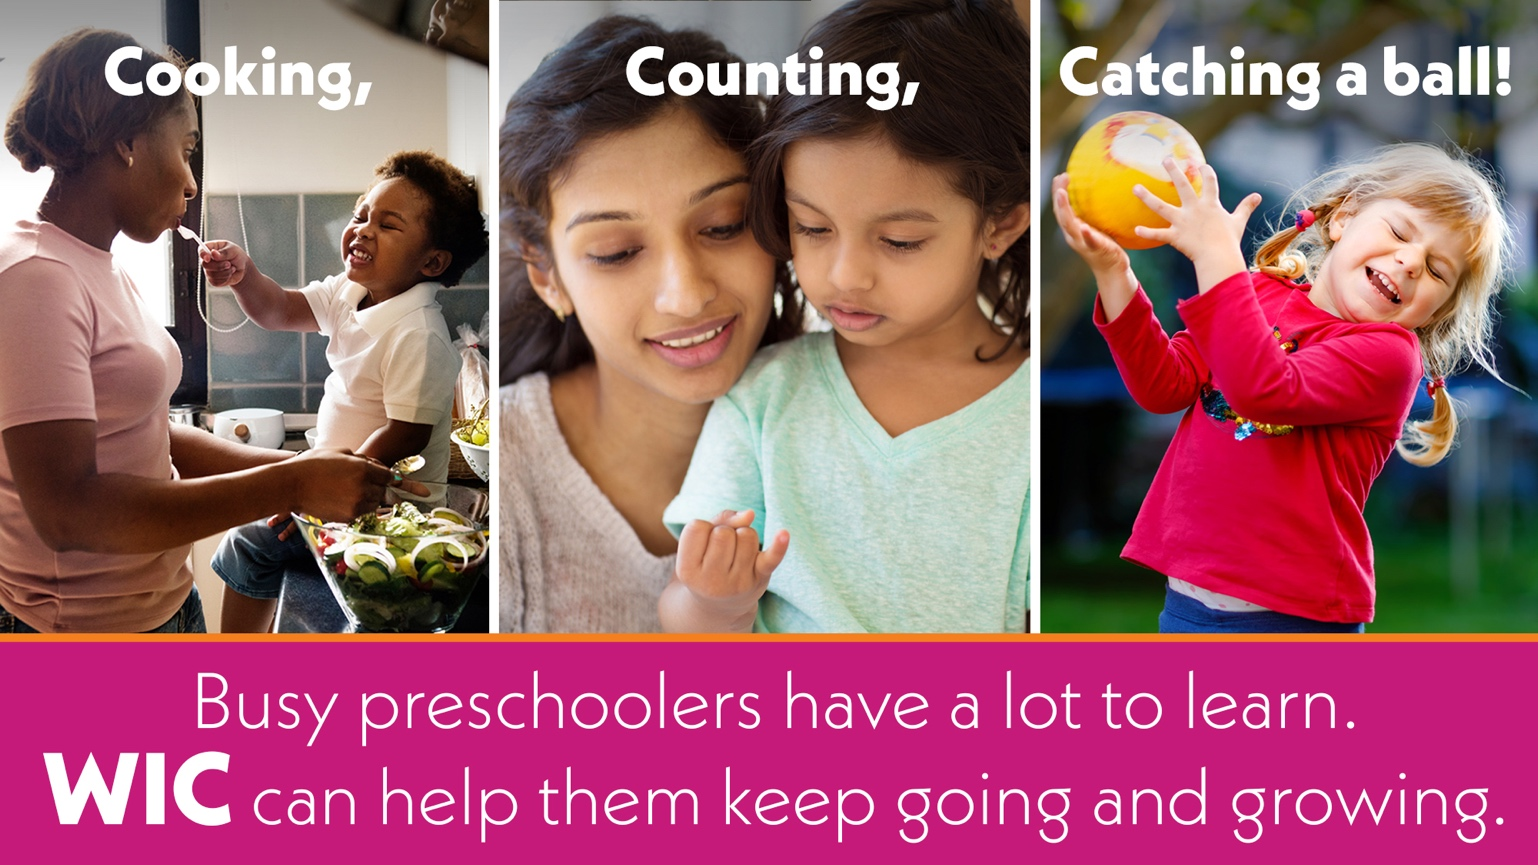 Cooking,
Counting,
Catching a ball!
Busy preschoolers have a lot to learn.
WIC can help them keep going and growing.